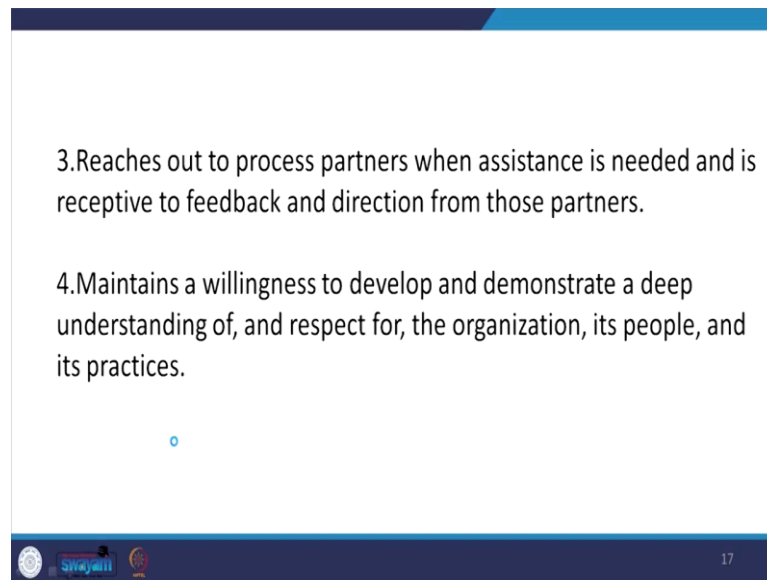 3.Reaches out to process partners when assistance is needed and is
receptive to feedback and direction from those partners.
4.Maintains a willingness to develop and demonstrate a deep
understanding of, and respect for, the organization, its people, and
its practices.
swayam
17